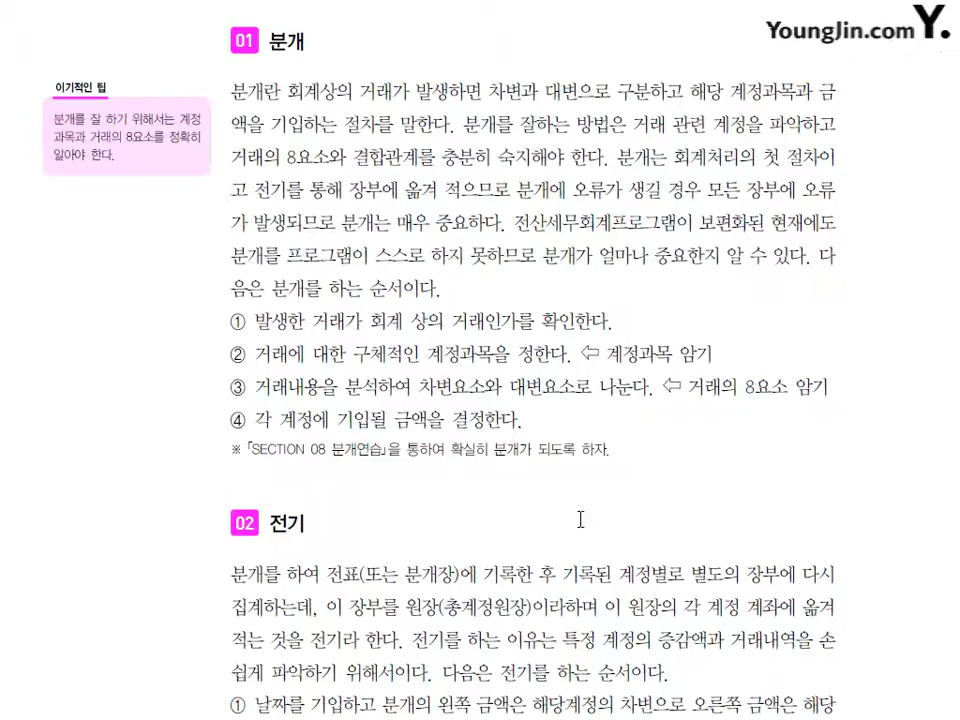 YoungJin.com Y.
01 분개
이기적인 팁
분개를 잘 하기 위해서는 계정
과목과 거래의 8요소를 정확히
알아야 한다.
분개란 회계상의 거래가 발생하면 차변과 대변으로 구분하고 해당 계정과목과 금
액을 기입하는 절차를 말한다. 분개를 잘하는 방법은 거래 관련 계정을 파악하고
거래의 8요소와 결합관계를 충분히 숙지해야 한다. 분개는 회계처리의 첫 절차이
고 전기를 통해 장부에 옮겨 적으므로 분개에 오류가 생길 경우 모든 장부에 오류
가 발생되므로 분개는 매우 중요하다. 전산세무회계프로그램이 보편화된 현재에도
분개를 프로그램이 스스로 하지 못하므로 분개가 얼마나 중요한지 알 수 있다. 다
음은 분개를 하는 순서이다.
① 발생한 거래가 회계 상의 거래인가를 확인한다.
② 거래에 대한 구체적인 계정과목을 정한다. ⇦ 계정과목 암기
③ 거래내용을 분석하여 차변요소와 대변요소로 나눈다. ⇦ 거래의 8요소 암기
④ 각 계정에 기입될 금액을 결정한다.
※ 「SECTION 08 분개연습」을 통하여 확실히 분개가 되도록 하자.
02 전기
분개를 하여 전표(또는 분개장)에 기록한 후 기록된 계정별로 별도의 장부에 다시
집계하는데, 이 장부를 원장(총계정원장)이라하며 이 원장의 각 계정 계좌에 옮겨
적는 것을 전기라 한다. 전기를 하는 이유는 특정 계정의 증감액과 거래내역을 손
쉽게 파악하기 위해서이다. 다음은 전기를 하는 순서이다.
① 날짜를 기입하고 분개의 왼쪽 금액은 해당계정의 차변으로 오른쪽 금액은 해당